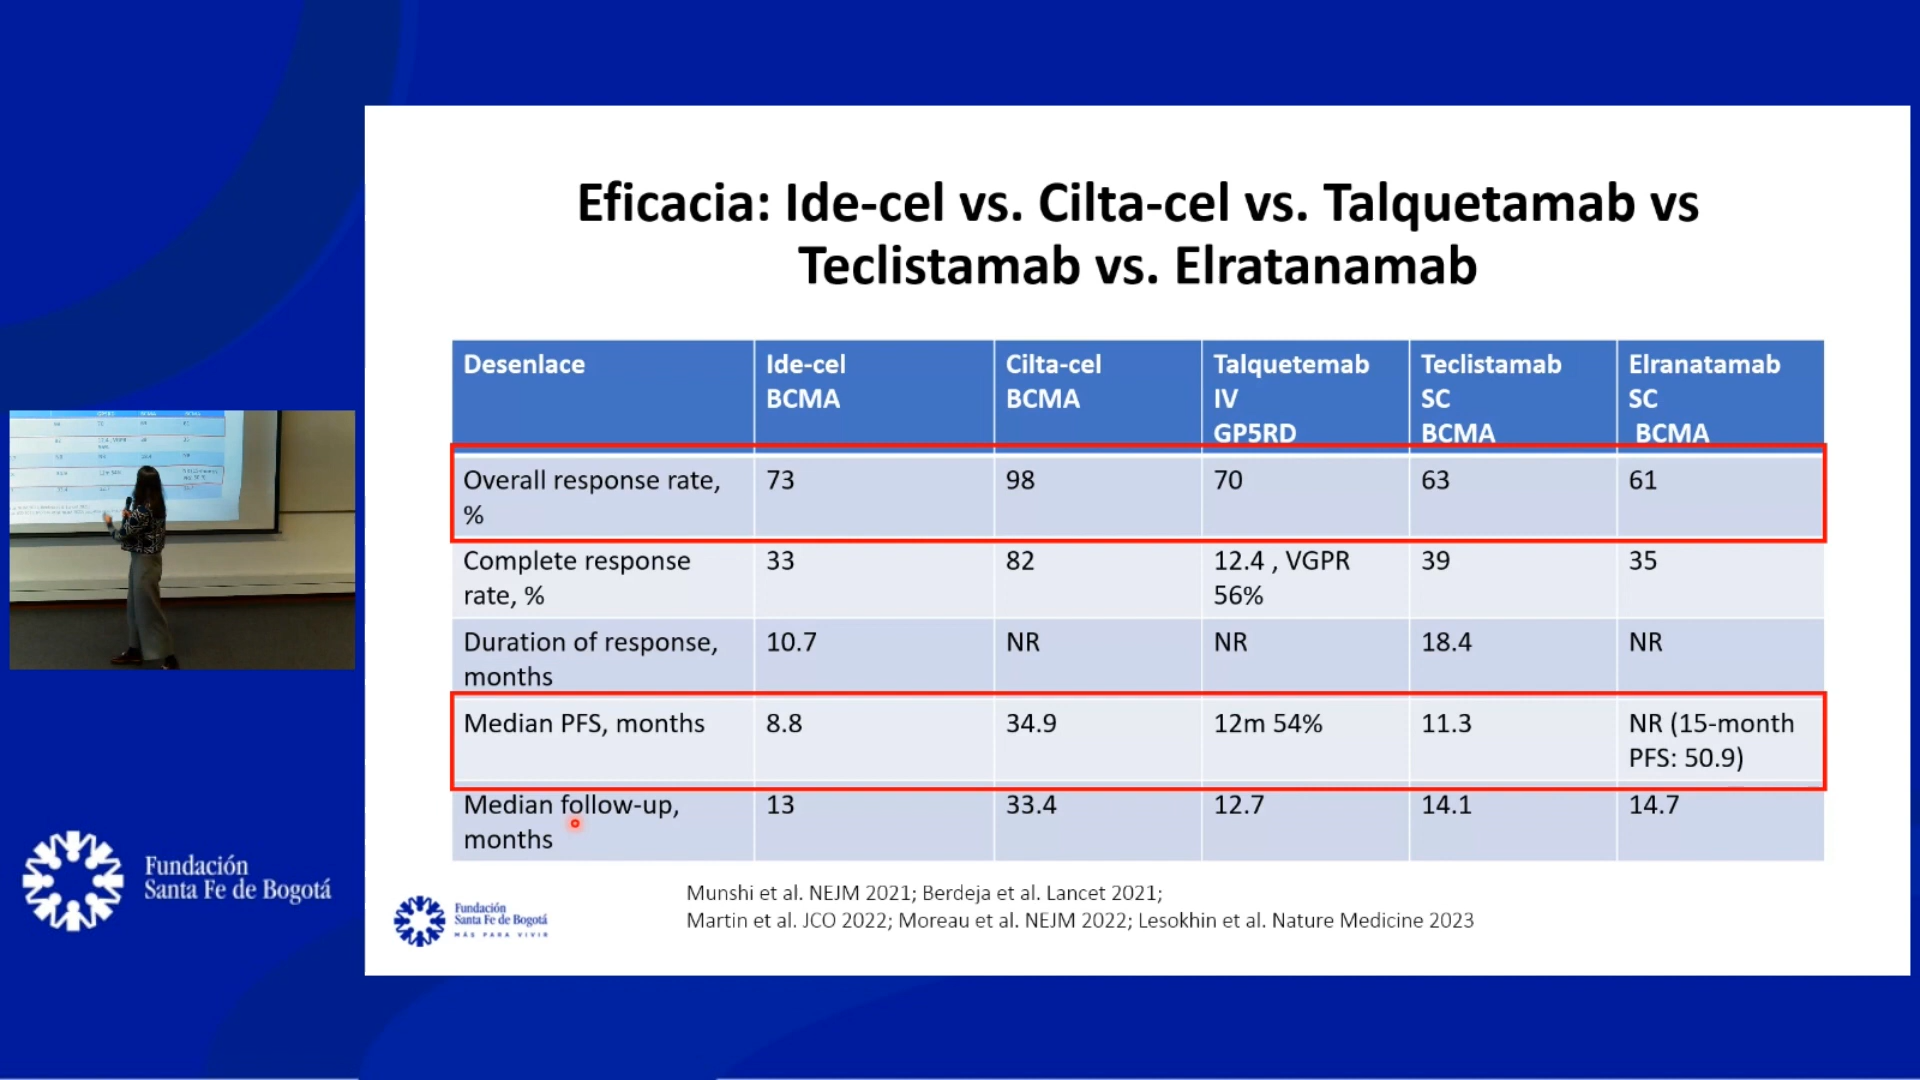 Eficacia: Ide-cel vs. Cilta-cel vs. Talquetamab vs
Teclistamab vs. Elratanamab
Desenlace
Ide-cel
BCMA
Cilta-cel
BCMA
Talquetemab
IV
GP5RD
Teclistamab
SC
BCMA
Elranatamab
SC
BCMA
Overall response rate,
%
73
98
70
63
61
Complete response
rate, %
33
82
12.4 , VGPR
56%
39
35
Duration of response,
months
10.7
NR
NR
18.4
NR
Median PFS, months
8.8
34.9
12m 54%
11.3
NR (15-month
PFS: 50.9)
Median follow-up,
months
13
33.4
12.7
14.1
14.7
Munshi et al. NEJM 2021; Berdeja et al. Lancet 2021;
Martin et al. JCO 2022; Moreau et al. NEJM 2022; Lesokhin et al. Nature Medicine 2023
Fundación
Santa Fe de Bogotá
MÁS PARA VIVIR
Fundación
Santa Fe de Bogotá